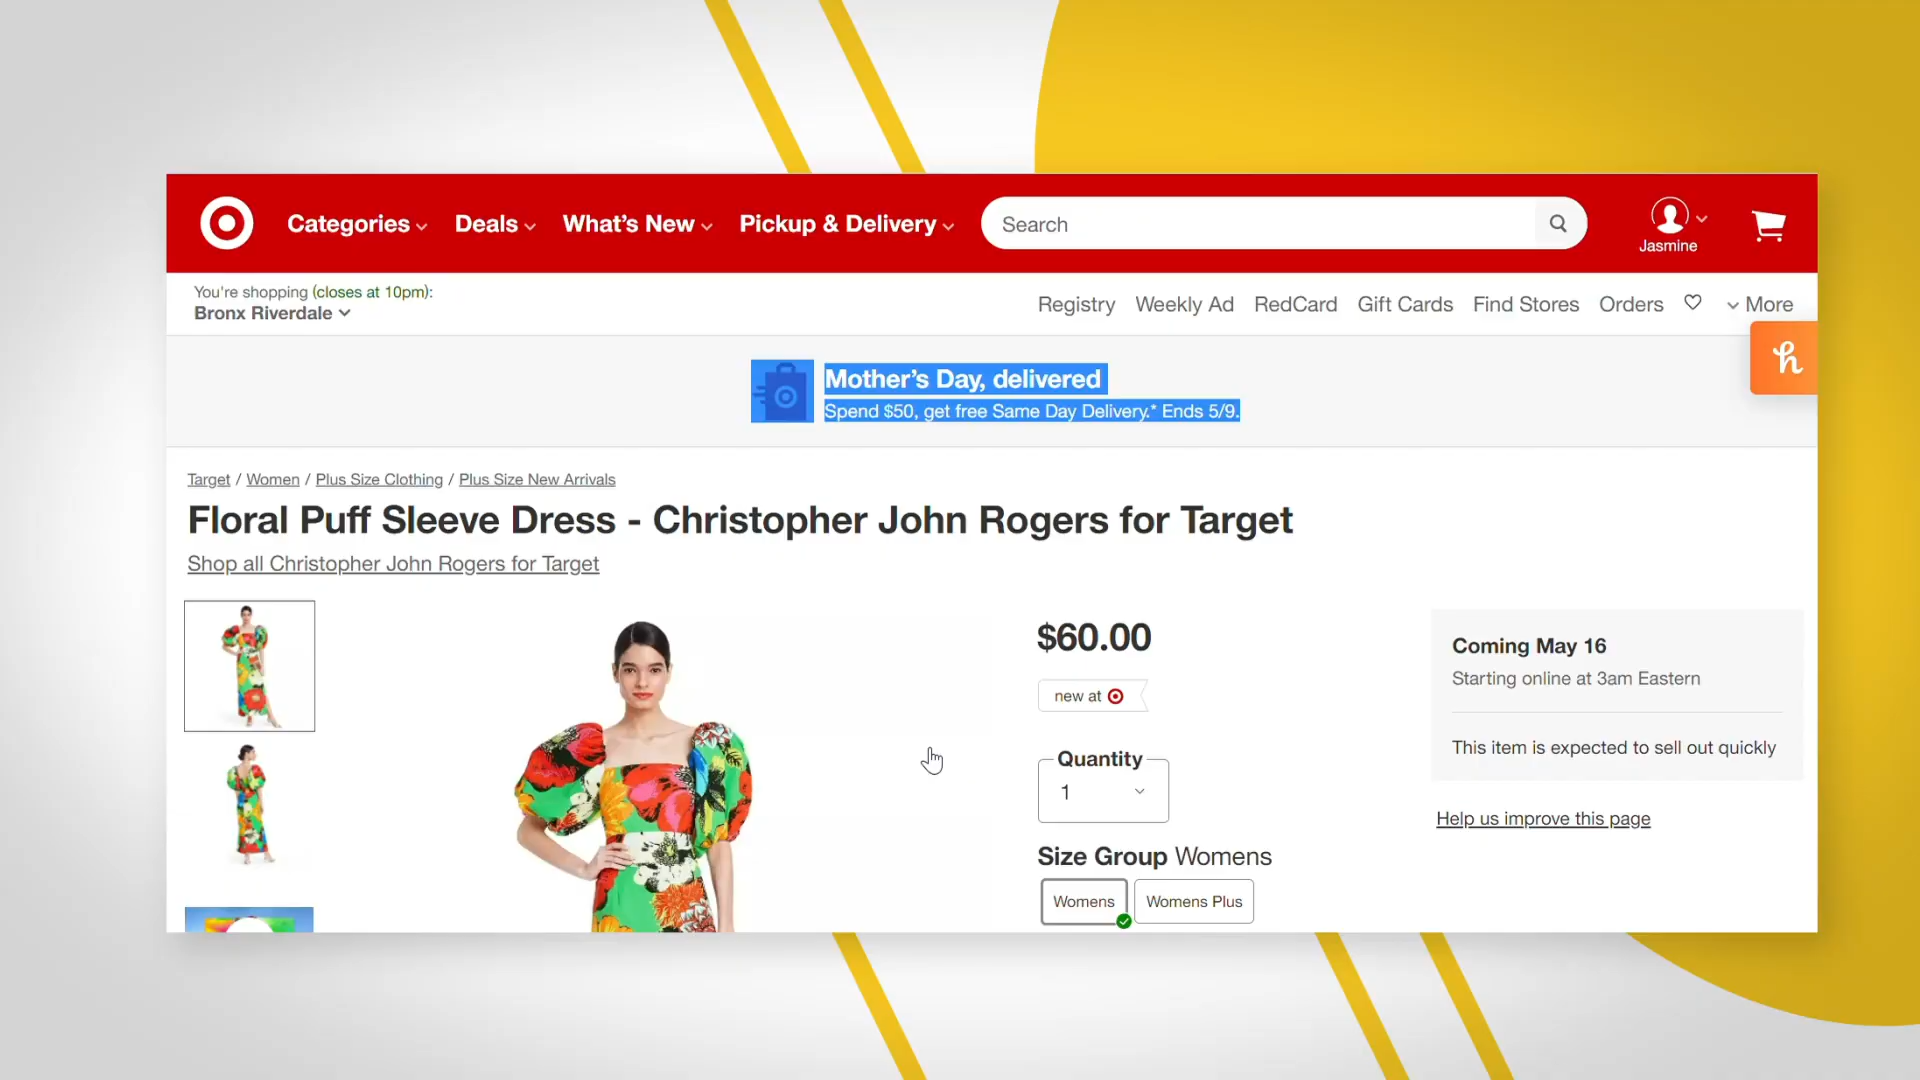 Categories
Deals
What's New
Pickup & Delivery
Search
Jasmine
You're shopping (closes at 10pm):
Bronx Riverdale
Registry
Weekly Ad
RedCard
Gift Cards
Find Stores
Orders
More
h
Mother's Day, delivered
Spend $50, get free Same Day Delivery.* Ends 5/9.
Target / Women / Plus Size Clothing / Plus Size New Arrivals
Floral Puff Sleeve Dress - Christopher John Rogers for Target
Shop all Christopher John Rogers for Target
$60.00
new at
Quantity
1
Size Group Womens
Womens
Womens Plus
Coming May 16
Starting online at 3am Eastern
This item is expected to sell out quickly
Help us improve this page